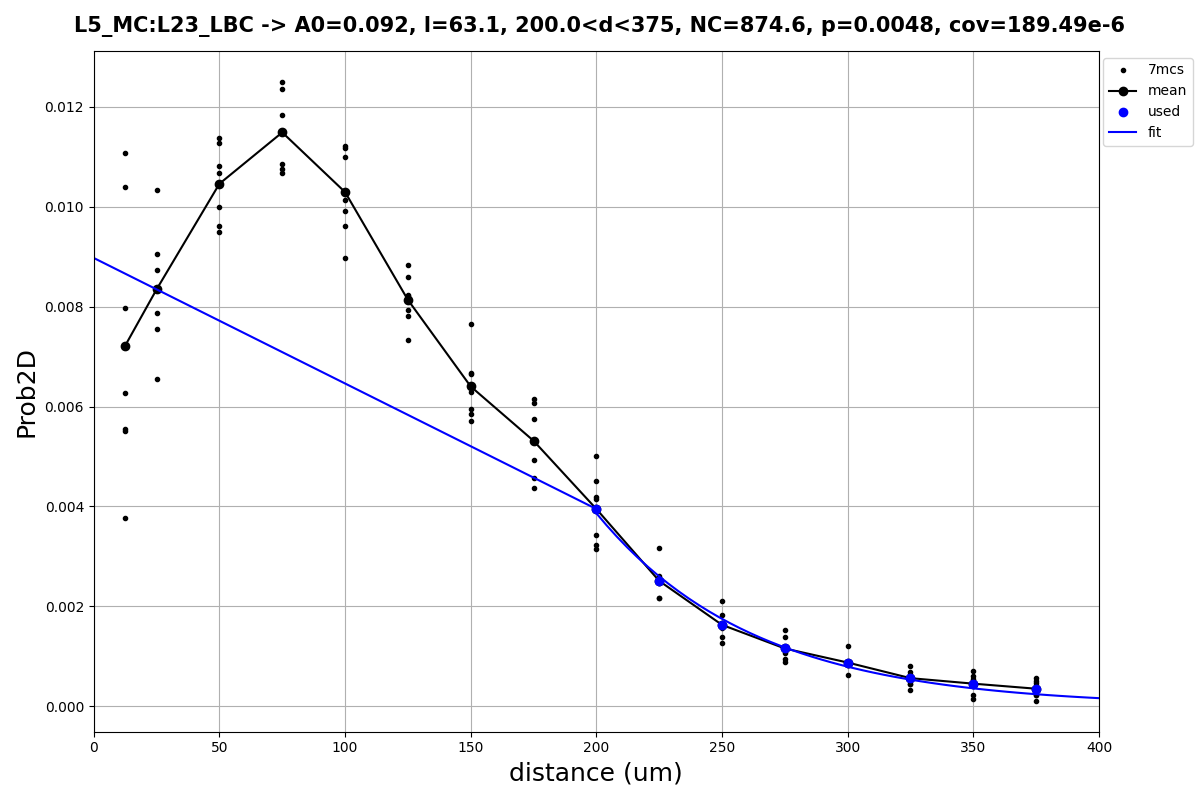 L5_MC:L23_LBC -> A0=0.092, l=63.1, 200.0<d<375, NC=874.6, p=0.0048, cov=189.49e-6
7mcs
mean
used
fit
0.012
0.010
0.008
0.006
0.004
0.002
0.000
Prob2D
0 50 100 150 200 250 300 350 400
distance (um)